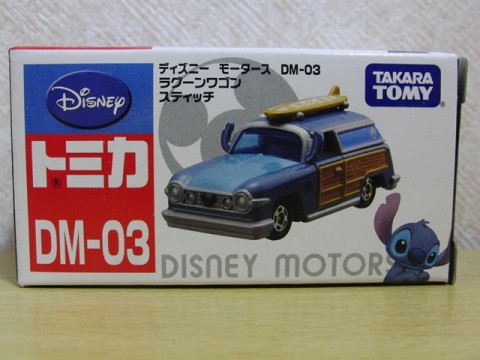 Disney
ディズニー モータース DM-03
ラグーンワゴン
スティッチ
TAKARA
TOMY
トミカ
®
DM-03
DISNEY MOTORS